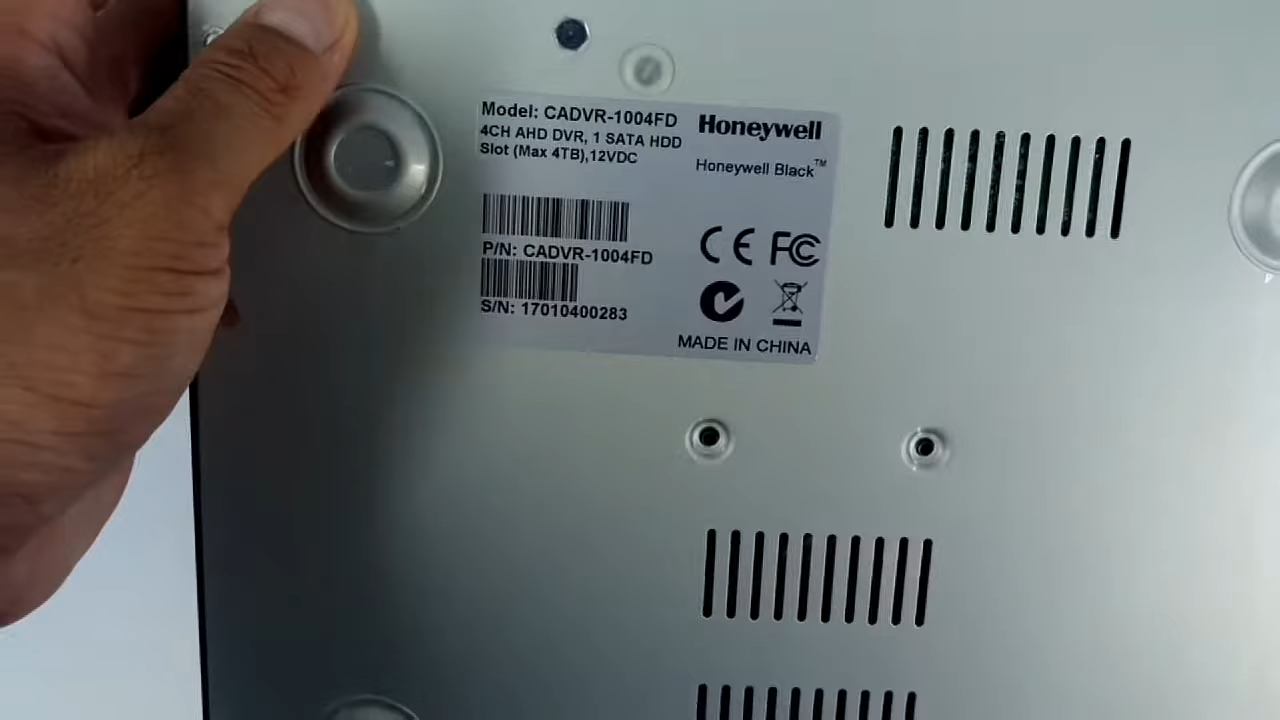 Model: CADVR-1004FD
4CH AHD DVR, 1 SATA HDD
Slot (Max 4TB),12VDC
Honeywell
Honeywell Black™
P/N: CADVR-1004FD
S/N: 17010400283
CE FC
MADE IN CHINA